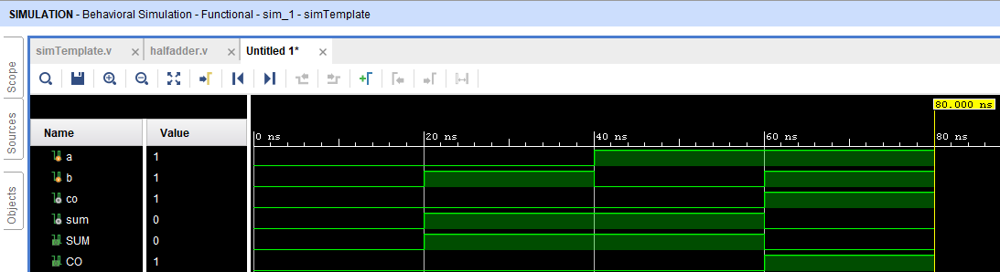 SIMULATION - Behavioral Simulation - Functional - sim_1 - simTemplate
Scope
Sources
Objects
simTemplate.v × halfadder.v × Untitled 1* ×
80.000 ns
Name Value
0 ns 20 ns 40 ns 60 ns 80 ns
a 1
b 1
co 1
sum 0
SUM 0
CO 1